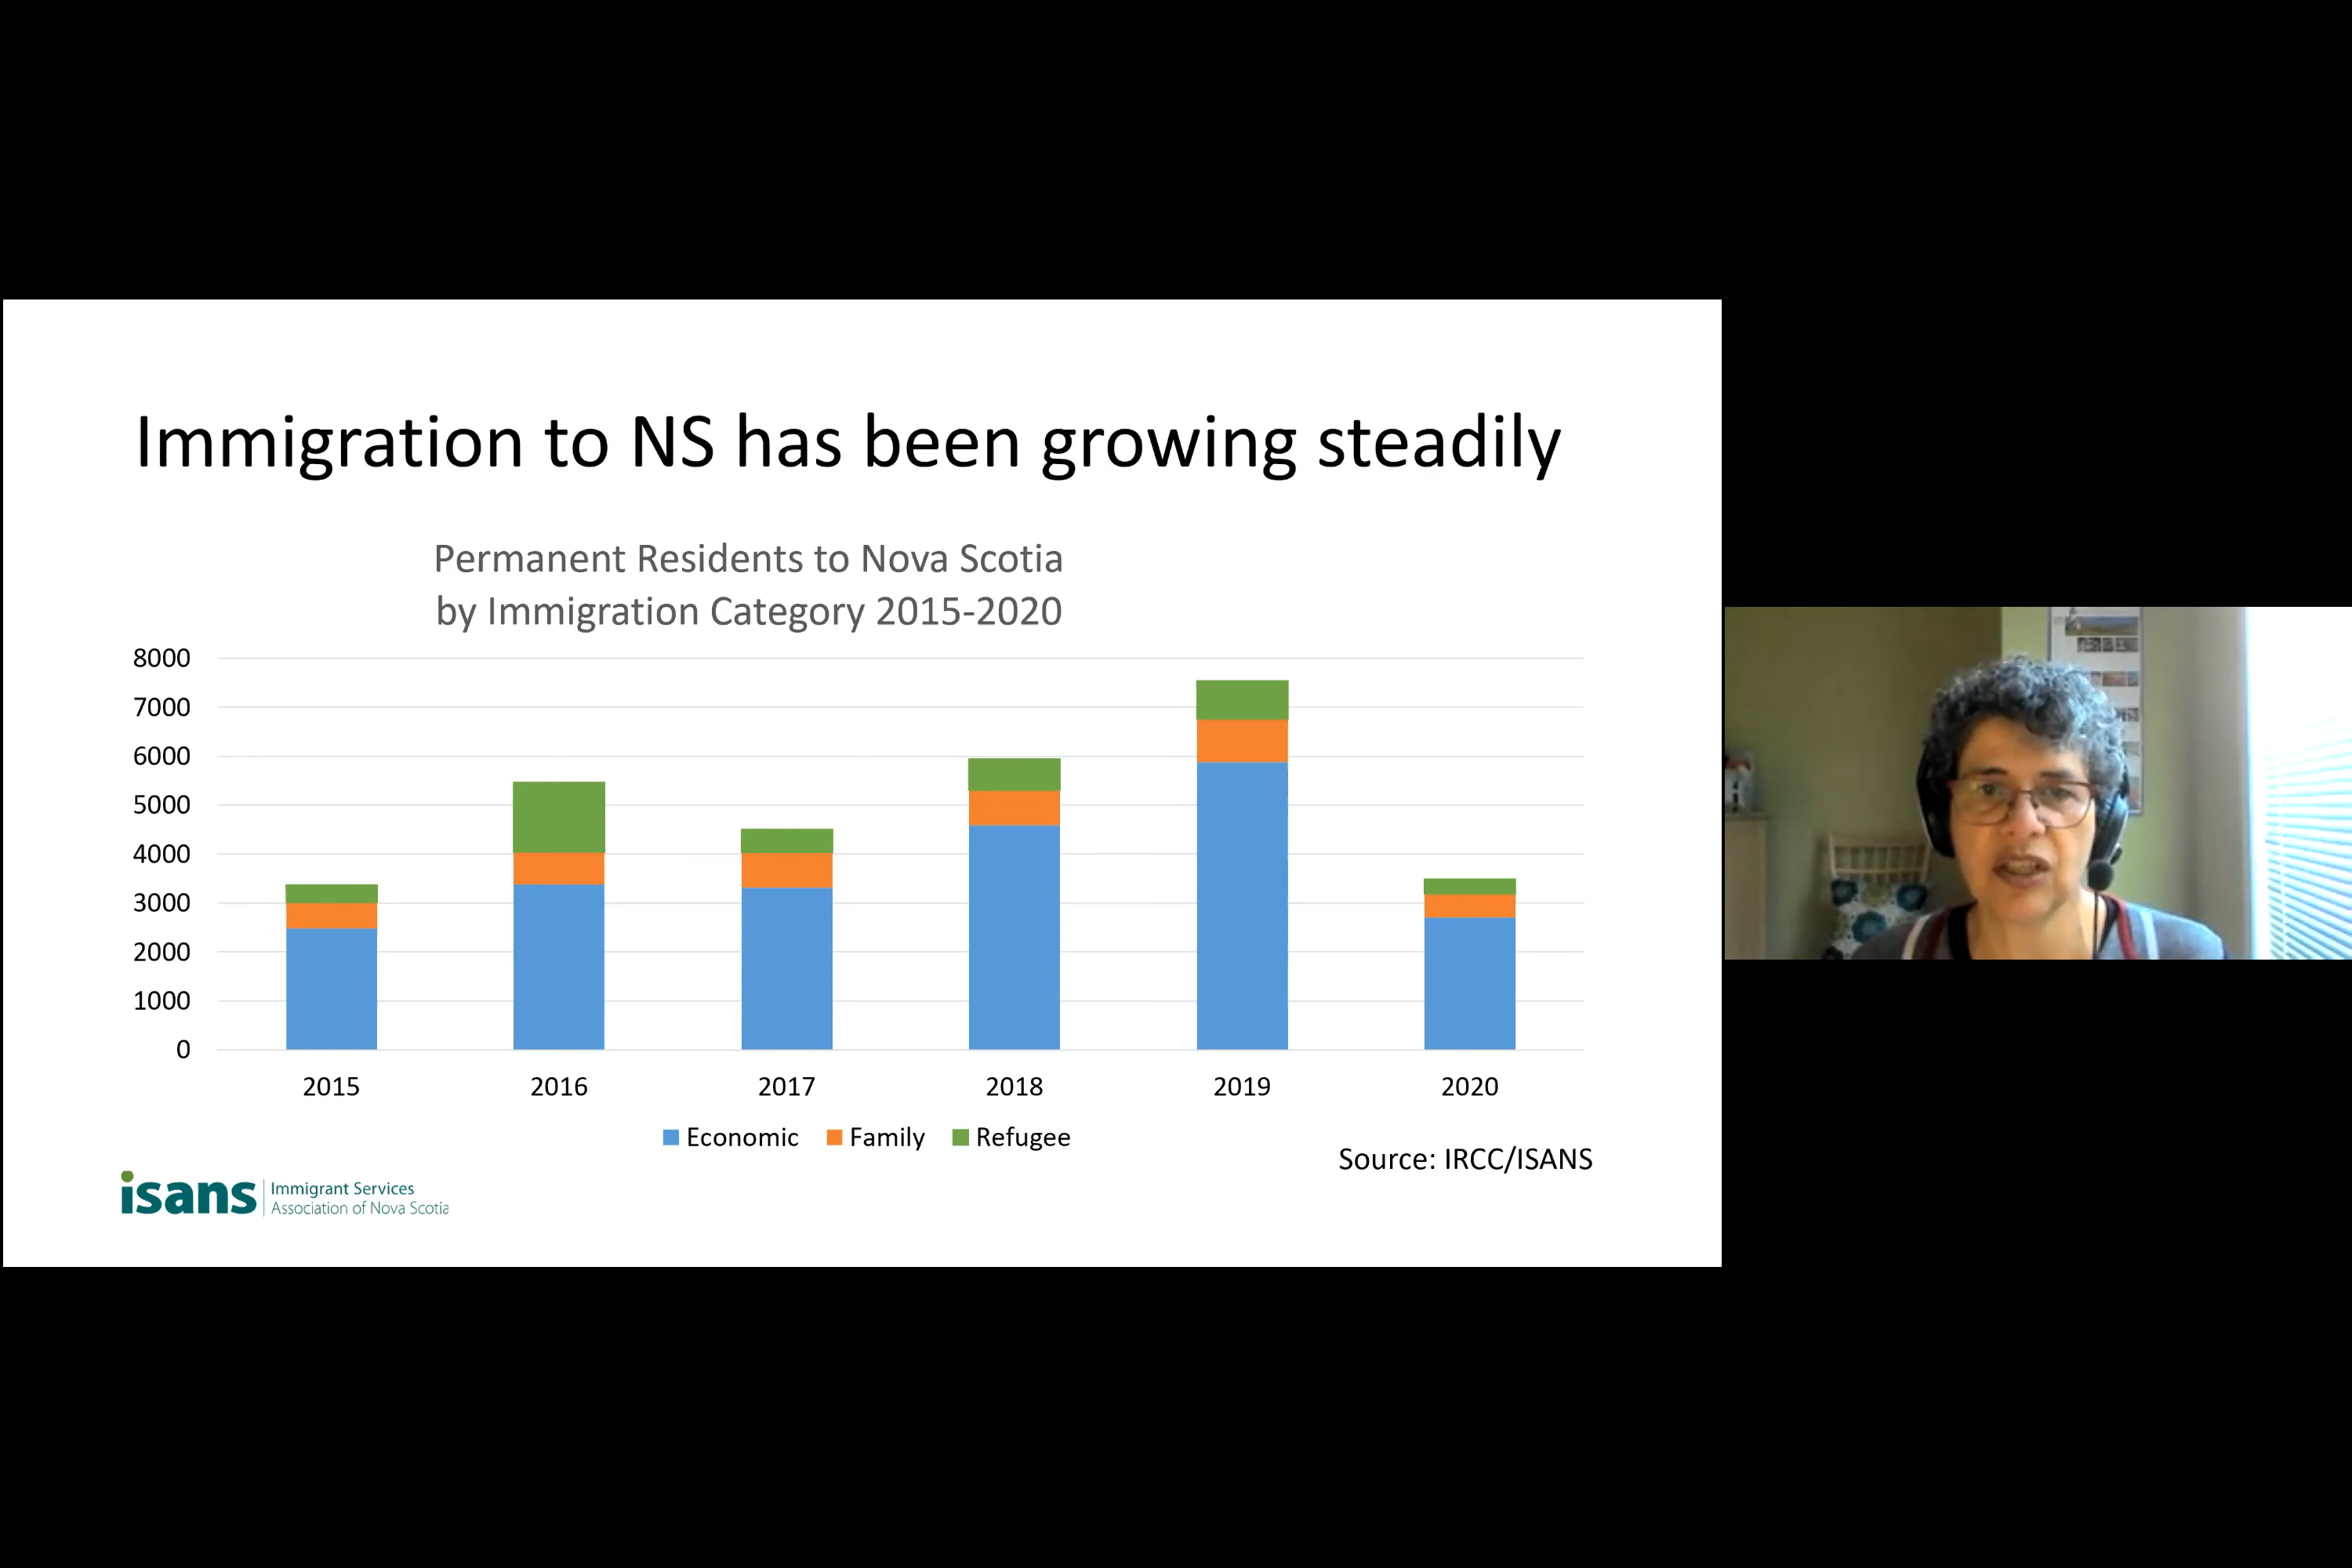 Immigration to NS has been growing steadily
Permanent Residents to Nova Scotia
by Immigration Category 2015-2020
8000
7000
6000
5000
4000
3000
2000
1000
0
2015 2016 2017 2018 2019 2020
Economic Family Refugee
Source: IRCC/ISANS
isans
Immigrant Services
Association of Nova Scotia